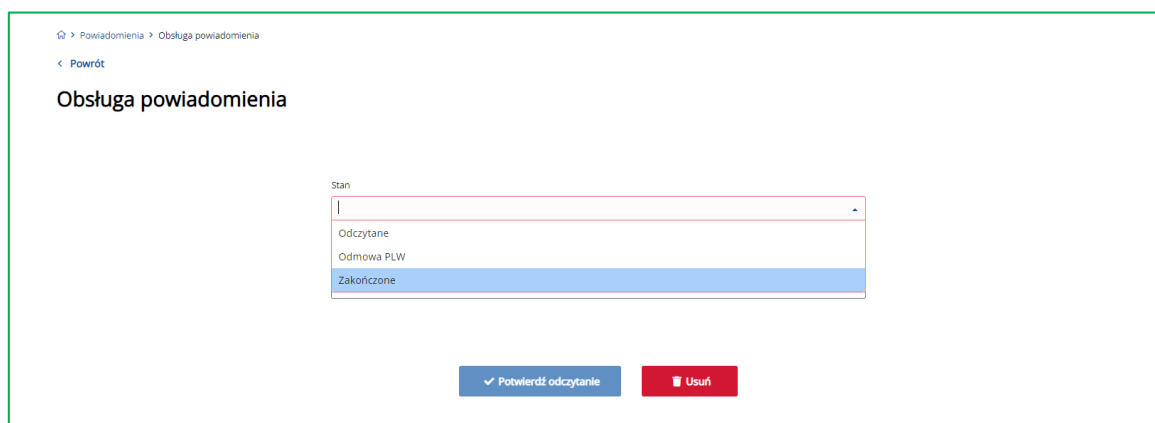 Powiadomienia > Obsługa powiadomienia
< Powrót
Obsługa powiadomienia
Stan
Odczytane
Odmowa PLW
Zakończone
Potwierdź odczytanie
Usuń